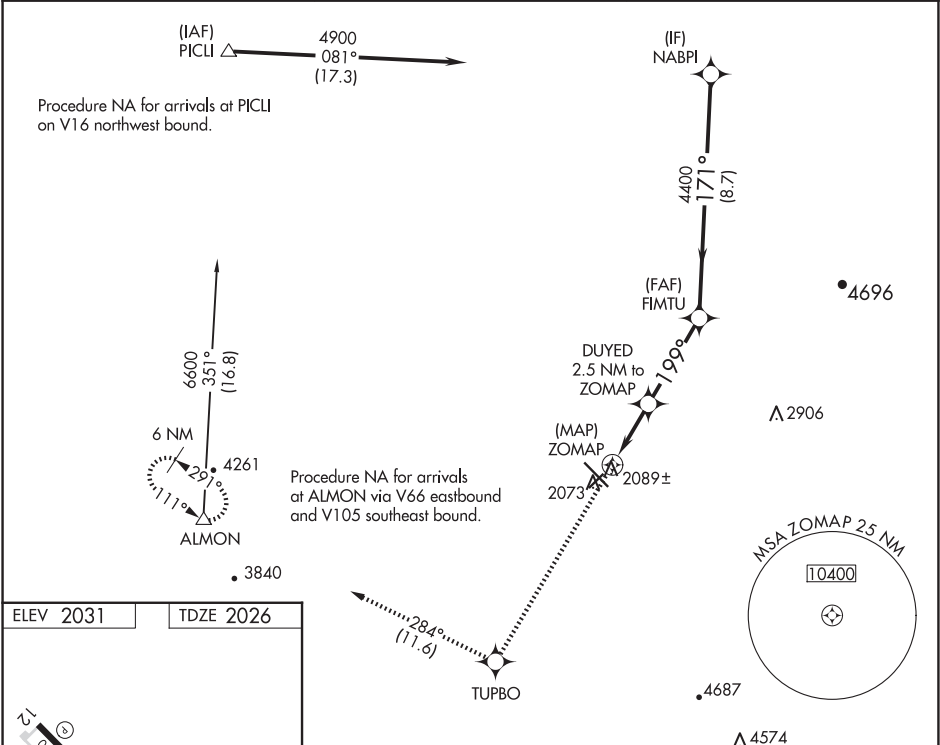 (IAF)
PICLI
4900
081°
(17.3)
(IF)
NABPI
Procedure NA for arrivals at PICLI
on V16 northwest bound.
4400
171°
(8.7)
(FAF)
FIMTU
4696
199°
DUYED
2.5 NM to
ZOMAP
6600
351°
(16.8)
2906
(MAP)
ZOMAP
6 NM
4261
291°
111°
ALMON
Procedure NA for arrivals
at ALMON via V66 eastbound
and V105 southeast bound.
2073
2089±
MSA ZOMAP 25 NM
10400
3840
ELEV 2031
TDZE 2026
284°
(11.6)
TUPBO
4687
4574
12
P